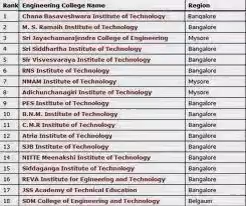 Rank Engineering College Name Region
1 Chana Basaveshwara Institute of Technology Bangalore
2 M. S. Ramaih Institute of Technology Bangalore
3 Sri Jayachamarajendra College of Engineering Mysore
4 Sri Siddhartha Institute of Technology Bangalore
5 Sir Visvesvaraya Institute of Technology Bangalore
6 RNS Institute of Technology Bangalore
7 NMAM Institute of Technology Mysore
8 Adichunchanagiri Institute of Technology Mysore
9 PES Institute of Technology Bangalore
10 B.N.M. Institute of Technology Bangalore
11 C.M.R Institute of Technology Bangalore
12 Atria Institute of Technology Bangalore
13 SJB Institute of Technology Bangalore
14 NITTE Meenakshi Institute of Technology Bangalore
15 Siddaganga Institute of Technology Bangalore
16 REVA Institute for Egineering and Technology Bangalore
17 JSS Academy of Technical Education Bangalore
18 SDM College of Engineering and Technology Belgaum